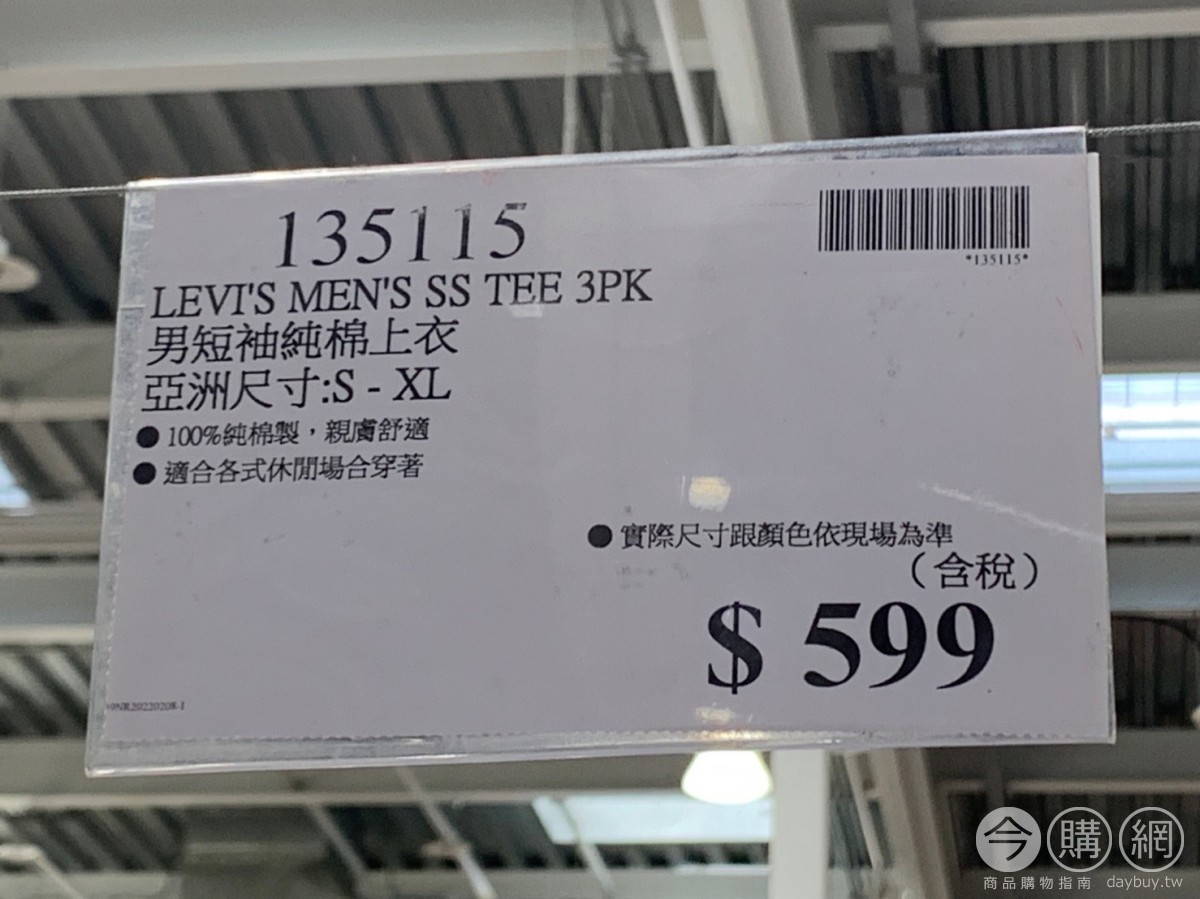 135115
*135115*
LEVI'S MEN'S SS TEE 3PK
男短袖純棉上衣
亞洲尺寸:S - XL
● 100%純棉製，親膚舒適
● 適合各式休閒場合穿著
● 實際尺寸跟顏色依現場為準
（含稅）
$ 599
今購網
商品購物指南 daybuy.tw